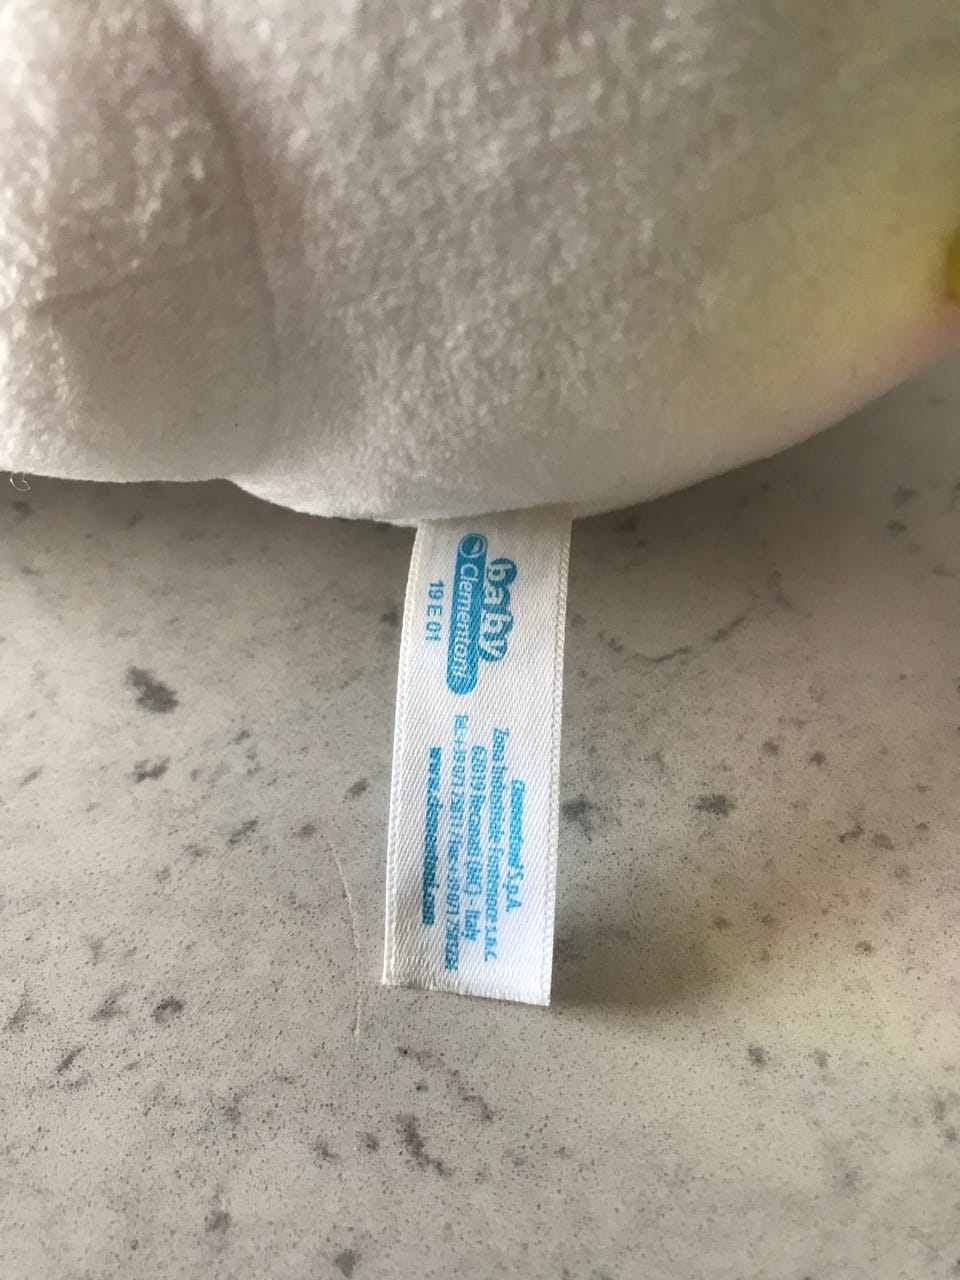 baby
Clementoni
19 E 01
Clementoni S.p.A.
Zona Industriale Fontenoce s.n.c.
62019 Recanati (MC) - Italy
www.clementoni.com